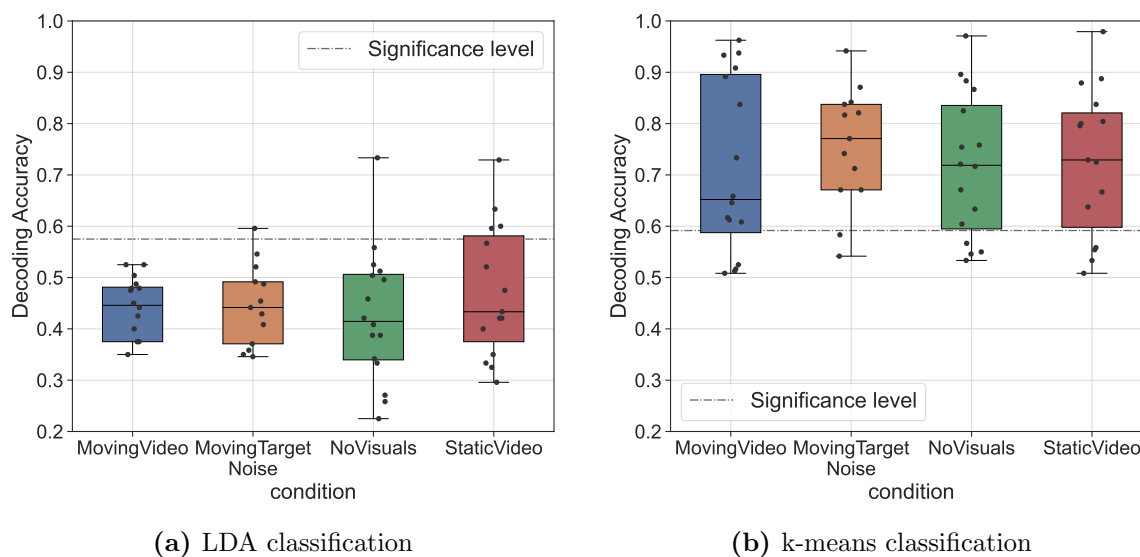 1.0
0.9
0.8
0.7
0.6
0.5
0.4
0.3
0.2
Decoding Accuracy
Significance level
MovingVideo MovingTarget NoVisuals StaticVideo
Noise
condition
(a) LDA classification
1.0
0.9
0.8
0.7
0.6
0.5
0.4
0.3
0.2
Decoding Accuracy
Significance level
MovingVideo MovingTarget NoVisuals StaticVideo
Noise
condition
(b) k-means classification